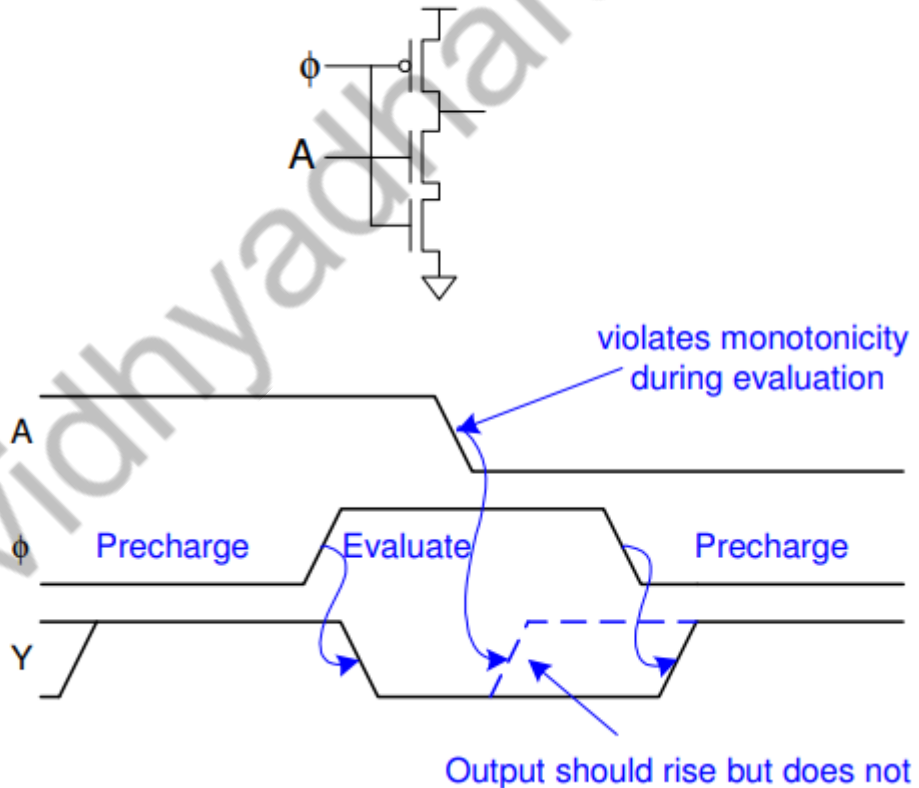 ϕ
A
violates monotonicity
during evaluation
A
ϕ
Precharge
Evaluate
Precharge
Y
Output should rise but does not